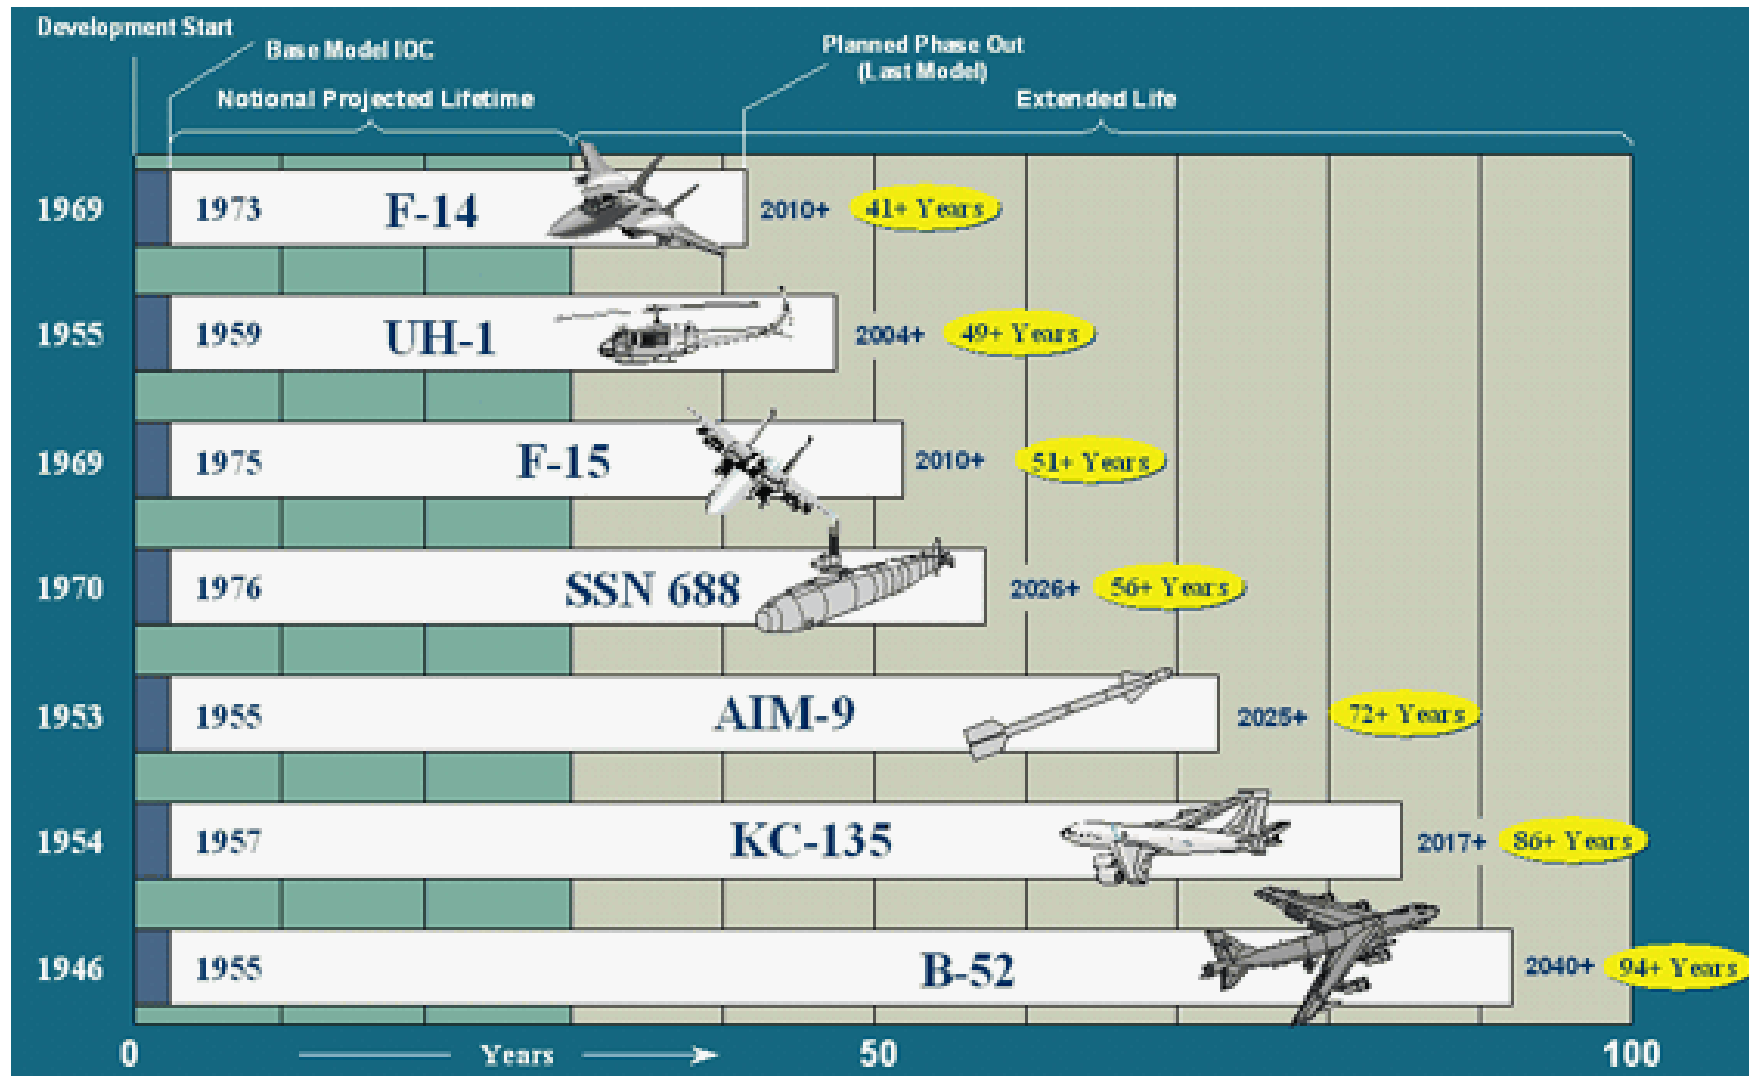 Development Start
Base Model IOC
Planned Phase Out
(Last Model)
Notional Projected Lifetime
Extended Life
1969 1973 F-14 2010+ 41+ Years
1955 1959 UH-1 2004+ 49+ Years
1969 1975 F-15 2010+ 51+ Years
1970 1976 SSN 688 2026+ 56+ Years
1953 1955 AIM-9 2025+ 72+ Years
1954 1957 KC-135 2017+ 86+ Years
1946 1955 B-52 2040+ 94+ Years
0 Years 50 100